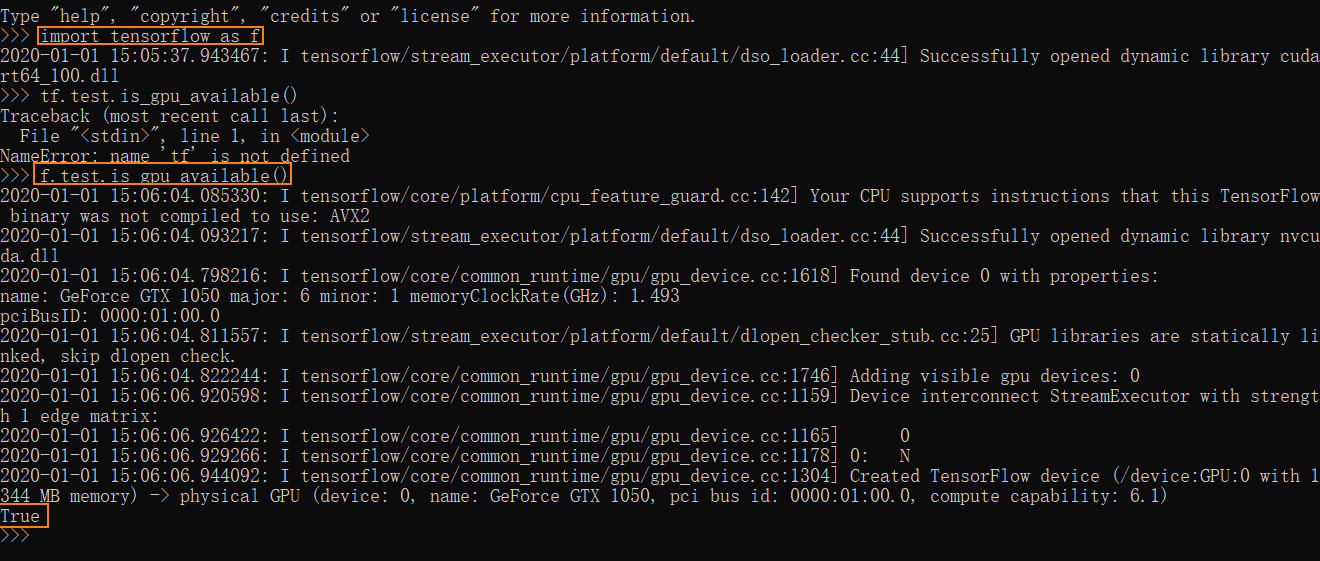 Type "help", "copyright", "credits" or "license" for more information.
>>> import tensorflow as f
2020-01-01 15:05:37.943467: I tensorflow/stream_executor/platform/default/dso_loader.cc:44] Successfully opened dynamic library cuda
rt64_100.dll
>>> tf.test.is_gpu_available()
Traceback (most recent call last):
  File "<stdin>", line 1, in <module>
NameError: name 'tf' is not defined
>>> f.test.is_gpu_available()
2020-01-01 15:06:04.085330: I tensorflow/core/platform/cpu_feature_guard.cc:142] Your CPU supports instructions that this TensorFlow
 binary was not compiled to use: AVX2
2020-01-01 15:06:04.093217: I tensorflow/stream_executor/platform/default/dso_loader.cc:44] Successfully opened dynamic library nvcu
da.dll
2020-01-01 15:06:04.798216: I tensorflow/core/common_runtime/gpu/gpu_device.cc:1618] Found device 0 with properties:
name: GeForce GTX 1050 major: 6 minor: 1 memoryClockRate(GHz): 1.493
pciBusID: 0000:01:00.0
2020-01-01 15:06:04.811557: I tensorflow/stream_executor/platform/default/dlopen_checker_stub.cc:25] GPU libraries are statically li
nked, skip dlopen check.
2020-01-01 15:06:04.822244: I tensorflow/core/common_runtime/gpu/gpu_device.cc:1746] Adding visible gpu devices: 0
2020-01-01 15:06:06.920598: I tensorflow/core/common_runtime/gpu/gpu_device.cc:1159] Device interconnect StreamExecutor with strengt
h 1 edge matrix:
2020-01-01 15:06:06.926422: I tensorflow/core/common_runtime/gpu/gpu_device.cc:1165]      0
2020-01-01 15:06:06.929266: I tensorflow/core/common_runtime/gpu/gpu_device.cc:1178] 0:   N
2020-01-01 15:06:06.944092: I tensorflow/core/common_runtime/gpu/gpu_device.cc:1304] Created TensorFlow device (/device:GPU:0 with 1
344 MB memory) -> physical GPU (device: 0, name: GeForce GTX 1050, pci bus id: 0000:01:00.0, compute capability: 6.1)
True
>>>